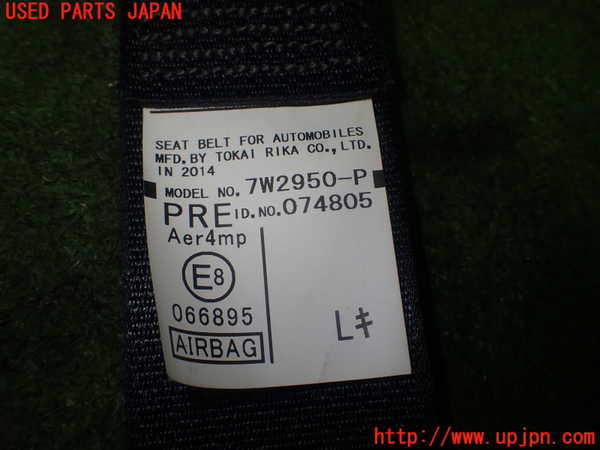 USED PARTS JAPAN
SEAT BELT FOR AUTOMOBILES
MFD. BY TOKAI RIKA CO., LTD.
IN 2014
MODEL NO. 7W2950-P
PRE ID.NO.074805
Aer4mp
E8
066895
AIRBAG
Lキ
http://www.upjpn.com/